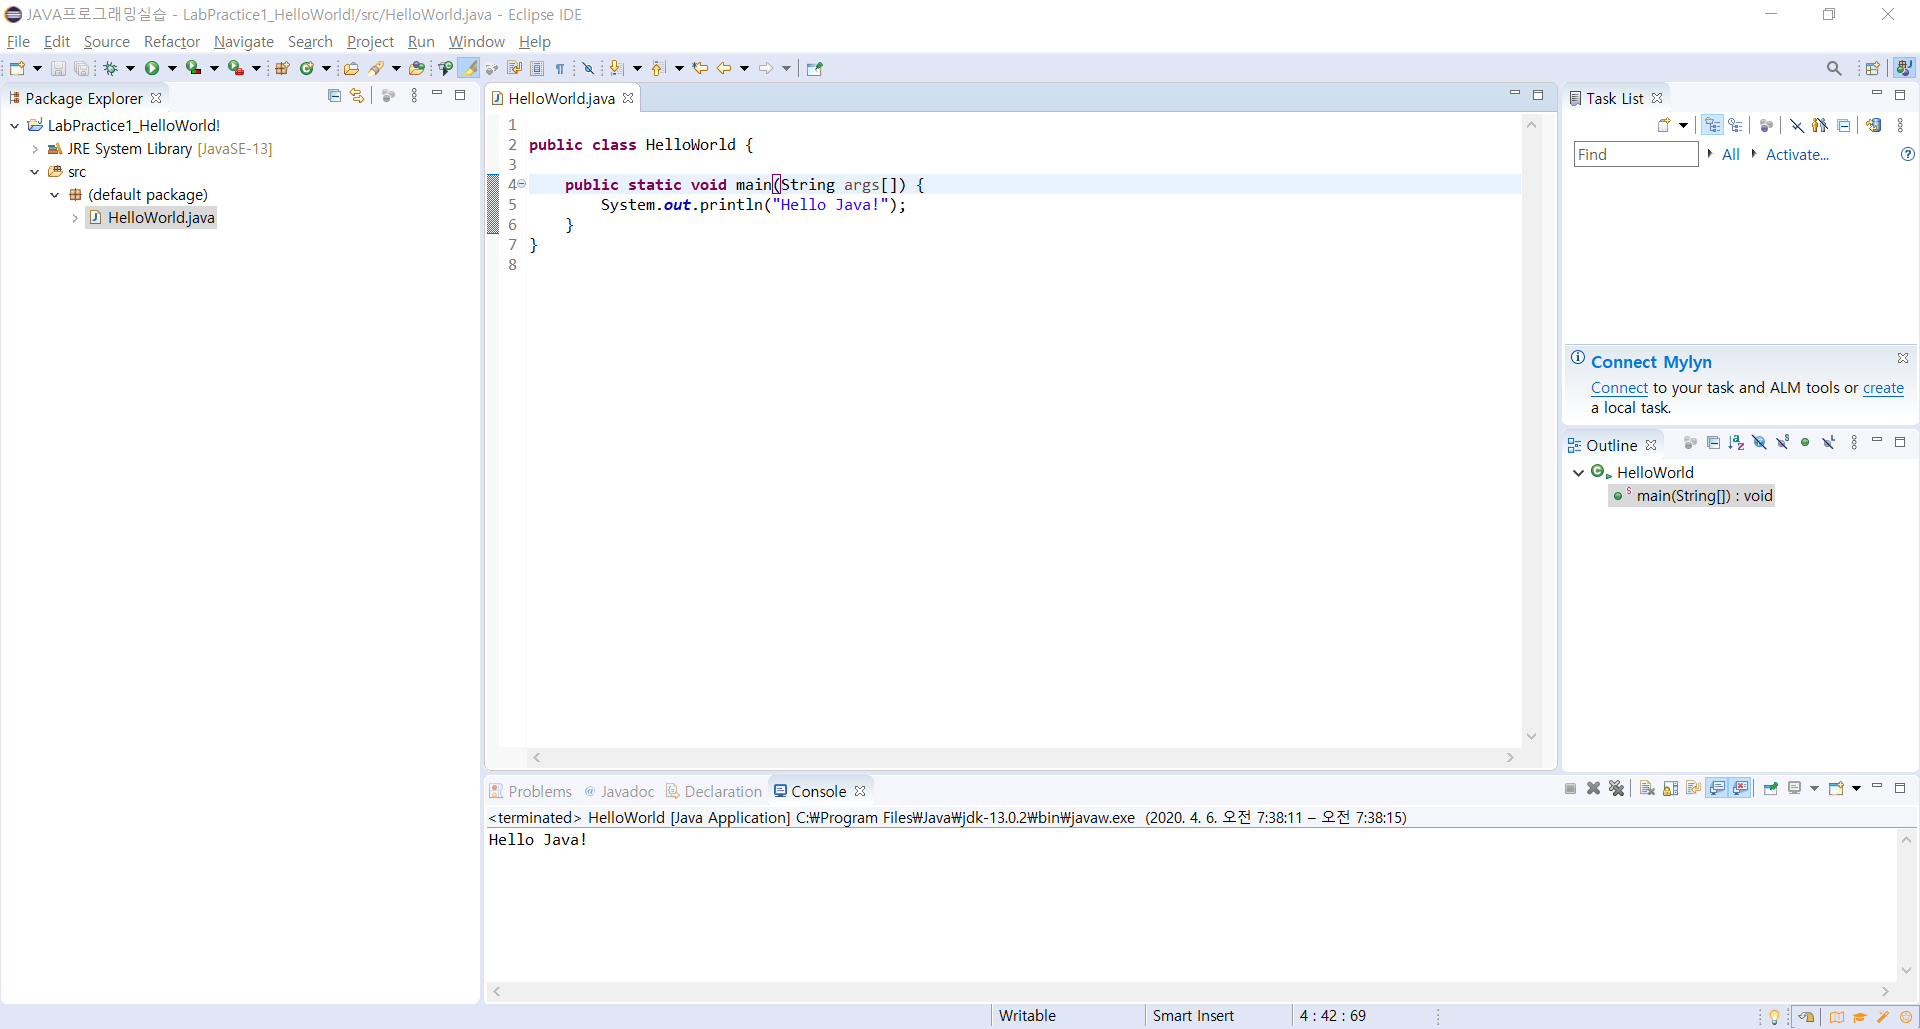 JAVA프로그래밍실습 - LabPractice1_HelloWorld!/src/HelloWorld.java - Eclipse IDE
File Edit Source Refactor Navigate Search Project Run Window Help
Package Explorer
LabPractice1_HelloWorld!
JRE System Library [JavaSE-13]
src
(default package)
HelloWorld.java
HelloWorld.java
1
2 public class HelloWorld {
3
4 public static void main(String args[]) {
5 System.out.println("Hello Java!");
6 }
7 }
8
Task List
Find All Activate...
Connect Mylyn
Connect to your task and ALM tools or create
a local task.
Outline
HelloWorld
main(String[]) : void
Problems Javadoc Declaration Console
<terminated> HelloWorld [Java Application] C:₩Program Files₩Java₩jdk-13.0.2₩bin₩javaw.exe (2020. 4. 6. 오전 7:38:11 – 오전 7:38:15)
Hello Java!
Writable Smart Insert 4 : 42 : 69